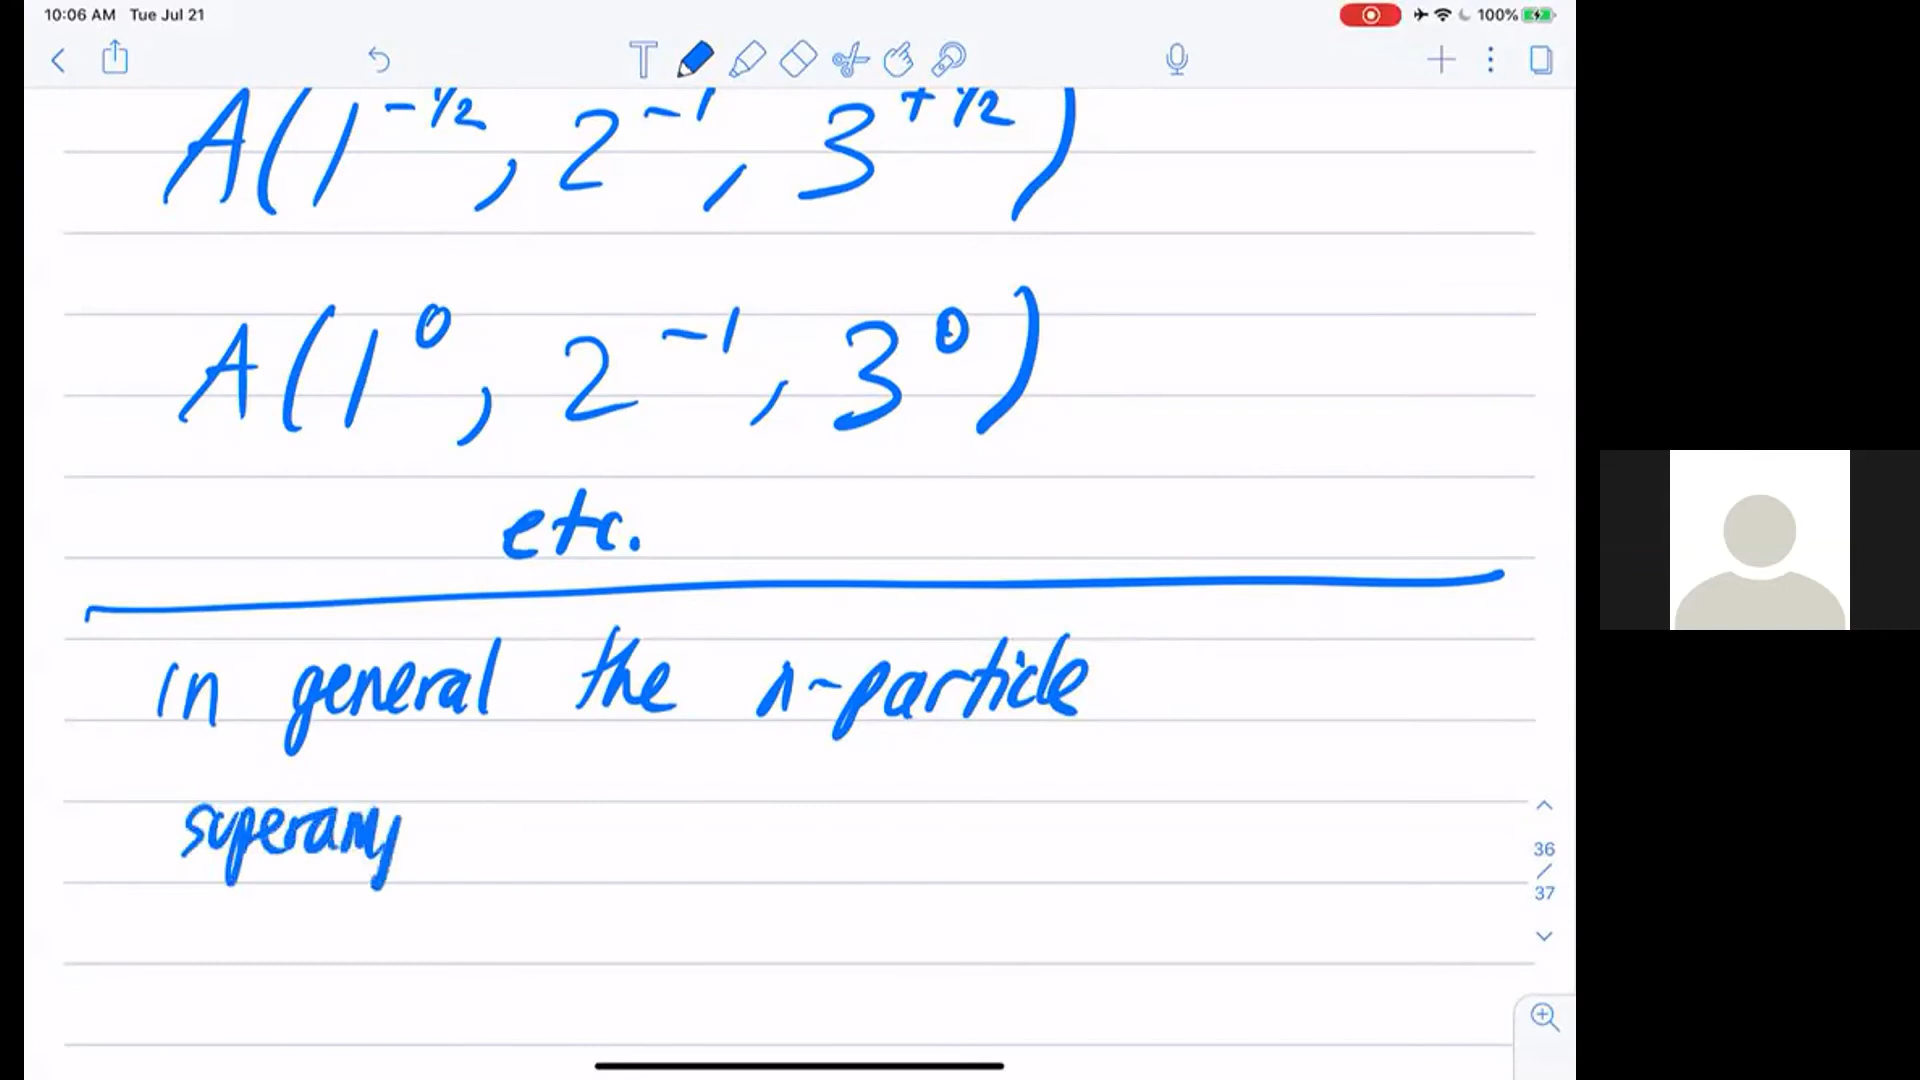 10:06 AM Tue Jul 21
100%
A(1^{-1/2}, 2^{-1}, 3^{+1/2})
A(1^0, 2^{-1}, 3^0)
etc.
in general the n-particle
superamp
36
/
37